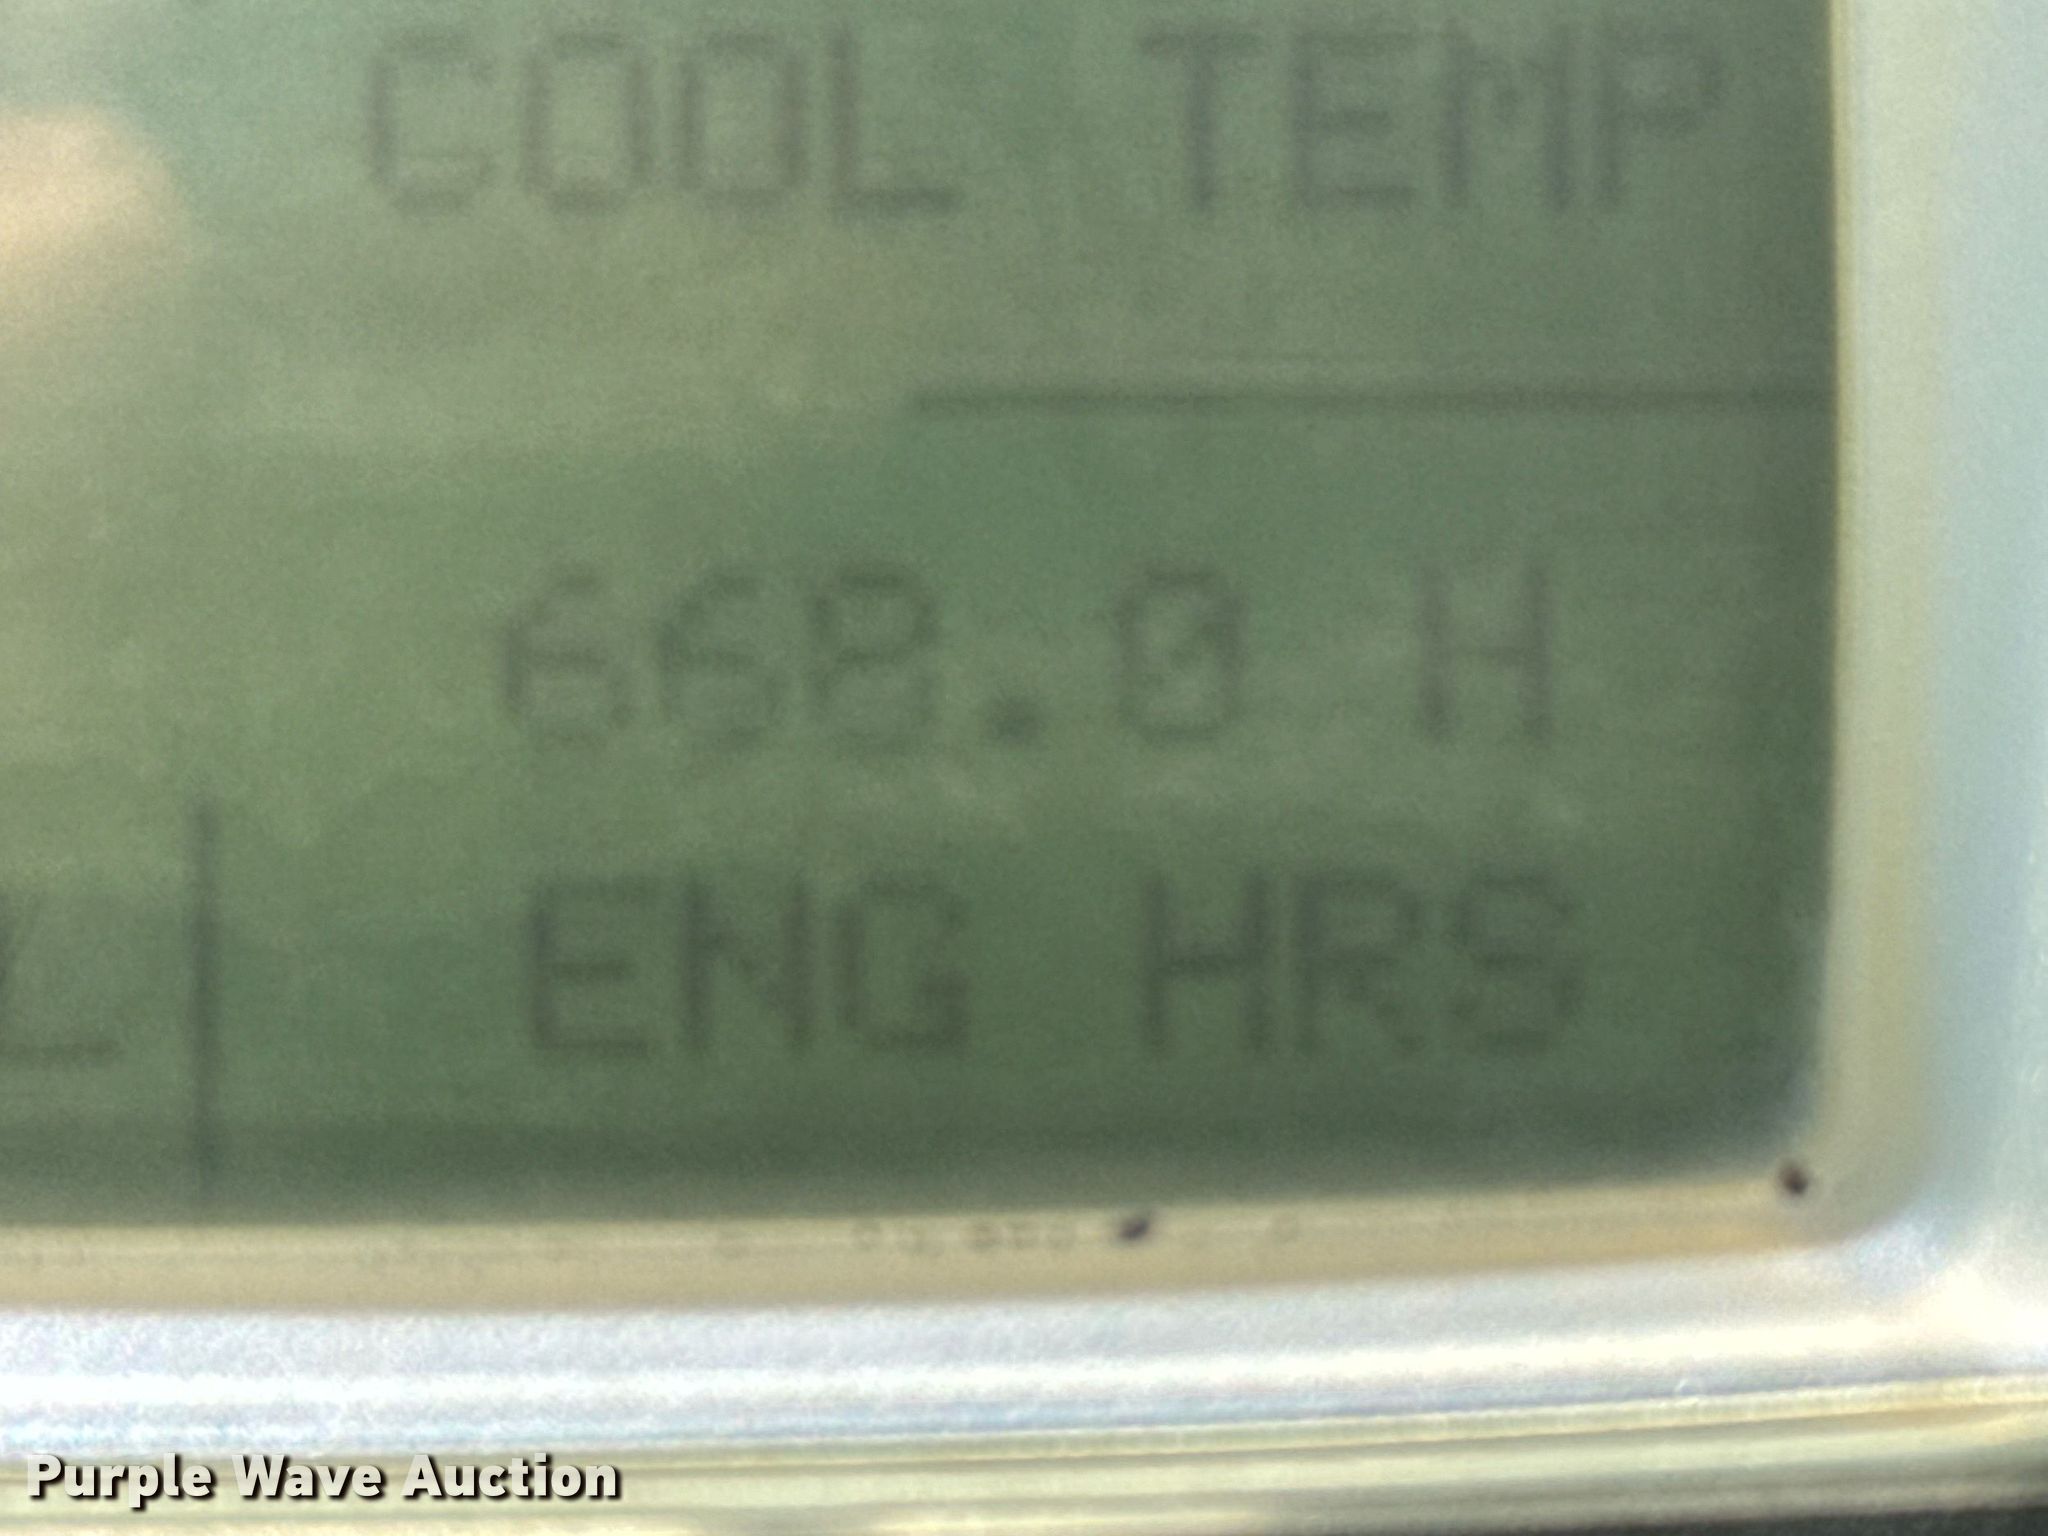 COOL TEMP
668.0 H
ENG HRS
Purple Wave Auction